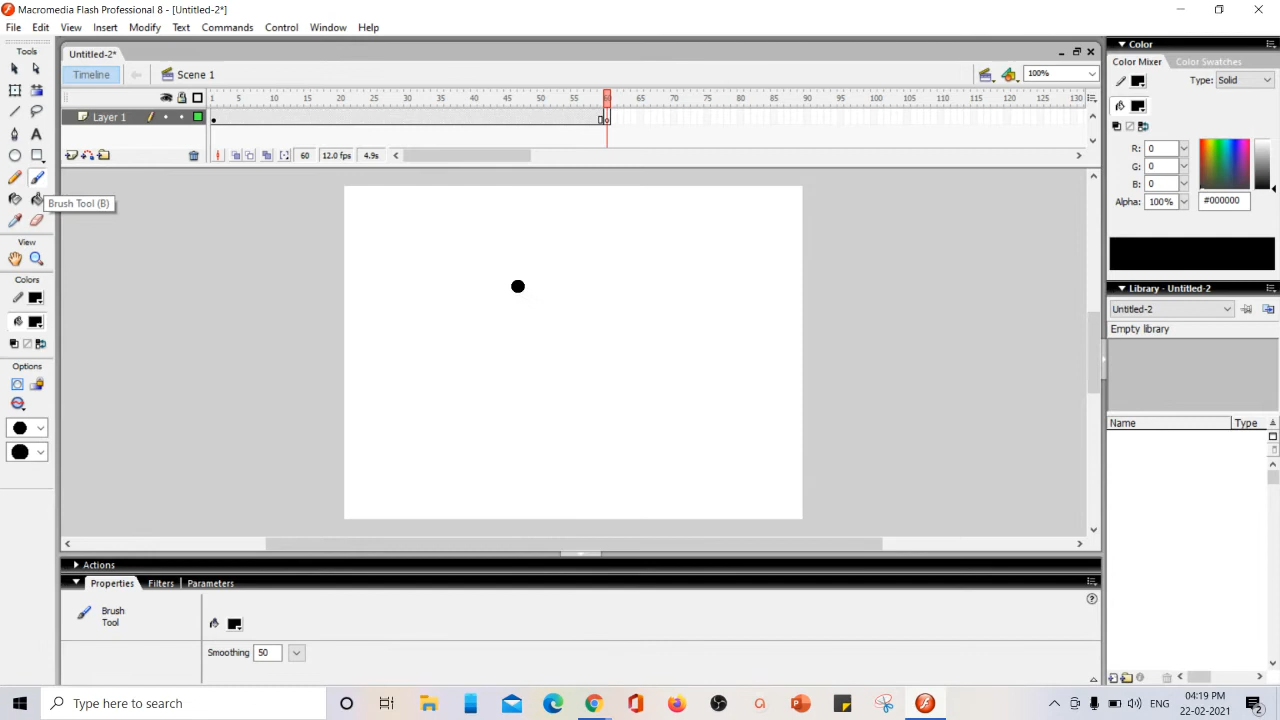 Macromedia Flash Professional 8 - [Untitled-2*]
File Edit View Insert Modify Text Commands Control Window Help
Tools
Untitled-2*
Timeline
Scene 1
100%
1 5 10 15 20 25 30 35 40 45 50 55 60 65 70 75 80 85 90 95 100 105 110 115 120 125 130
Layer 1
60 12.0 fps 4.9s
Brush Tool (B)
View
Colors
Options
Color
Color Mixer Color Swatches
Type: Solid
R: 0
G: 0
B: 0
Alpha: 100% #000000
Library - Untitled-2
Untitled-2
Empty library
Name Type
Actions
Properties Filters Parameters
Brush
Tool
Smoothing 50
Type here to search
ENG
04:19 PM
22-02-2021
2